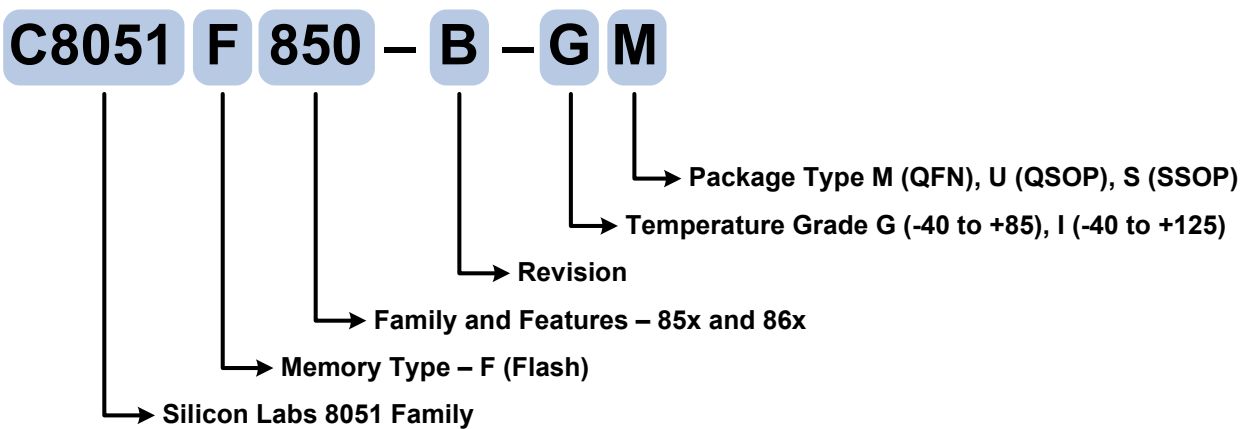 C8051 F 850 – B – G M
Package Type M (QFN), U (QSOP), S (SSOP)
Temperature Grade G (-40 to +85), I (-40 to +125)
Revision
Family and Features – 85x and 86x
Memory Type – F (Flash)
Silicon Labs 8051 Family